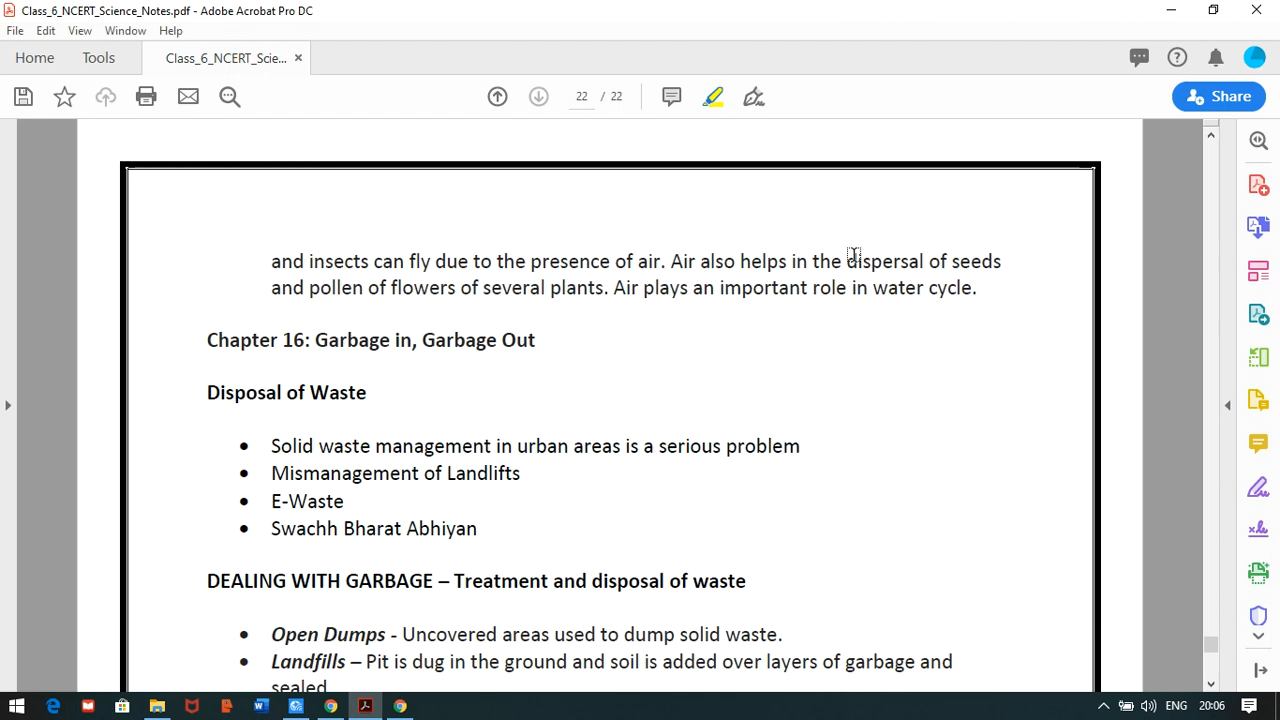 Class_6_NCERT_Science_Notes.pdf - Adobe Acrobat Pro DC
File Edit View Window Help
Home Tools Class_6_NCERT_Scie... ×
22 / 22
Share
and insects can fly due to the presence of air. Air also helps in the dispersal of seeds
and pollen of flowers of several plants. Air plays an important role in water cycle.
Chapter 16: Garbage in, Garbage Out
Disposal of Waste
• Solid waste management in urban areas is a serious problem
• Mismanagement of Landlifts
• E-Waste
• Swachh Bharat Abhiyan
DEALING WITH GARBAGE – Treatment and disposal of waste
• Open Dumps - Uncovered areas used to dump solid waste.
• Landfills – Pit is dug in the ground and soil is added over layers of garbage and
sealed
ENG 20:06